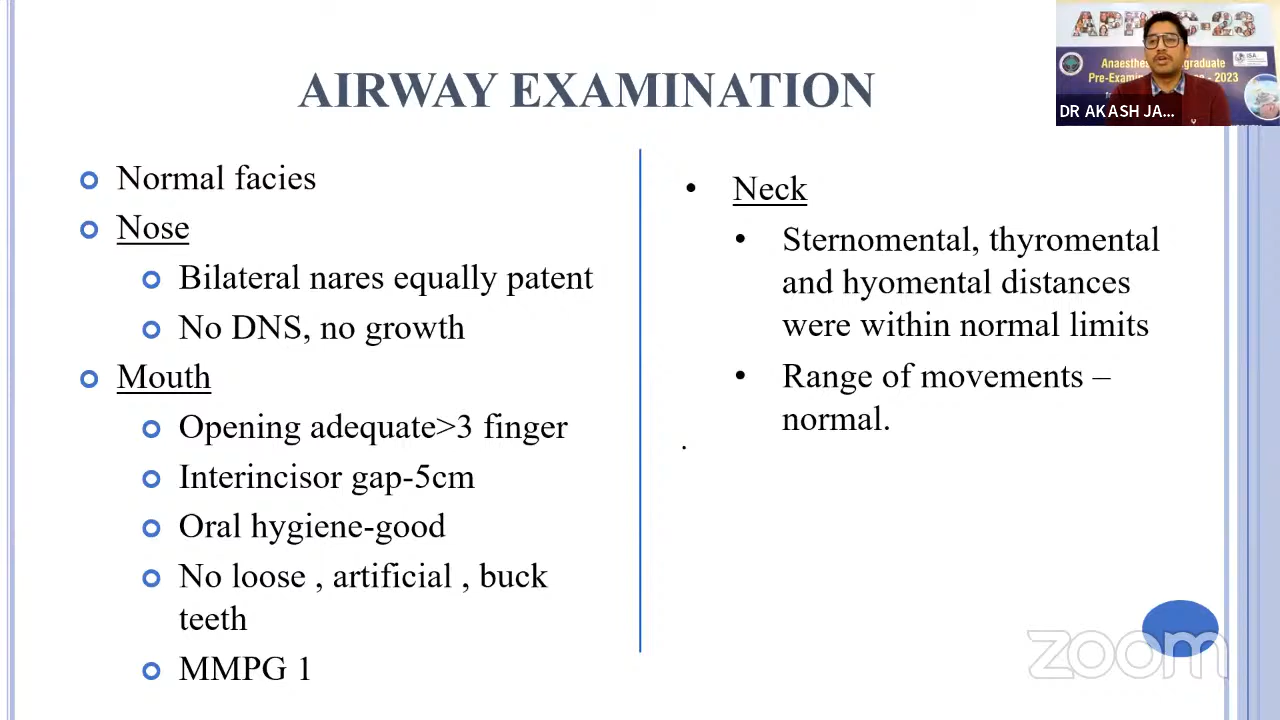 AIRWAY EXAMINATION
Normal facies
Nose
Bilateral nares equally patent
No DNS, no growth
Mouth
Opening adequate>3 finger
Interincisor gap-5cm
Oral hygiene-good
No loose , artificial , buck
teeth
MMPG 1
• Neck
• Sternomental, thyromental
and hyomental distances
were within normal limits
• Range of movements –
normal.
.
ISA
2023
DR AKASH JA...
zoom